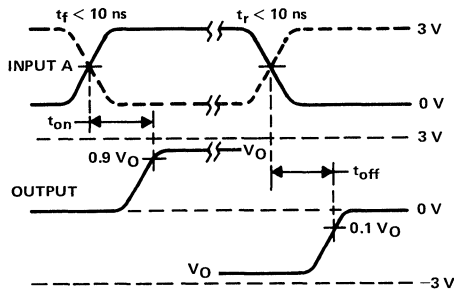 tf < 10 ns
tr < 10 ns
3 V
INPUT A
0 V
ton
3 V
0.9 VO
VO
toff
OUTPUT
0 V
0.1 VO
VO
−3 V